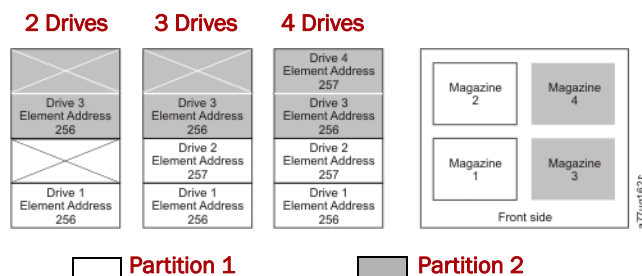 2 Drives
3 Drives
4 Drives
Drive 3
Element Address
256
Drive 1
Element Address
256
Drive 3
Element Address
256
Drive 2
Element Address
257
Drive 1
Element Address
256
Drive 4
Element Address
257
Drive 3
Element Address
256
Drive 2
Element Address
257
Drive 1
Element Address
256
Magazine
2
Magazine
4
Magazine
1
Magazine
3
Front side
Partition 1
Partition 2